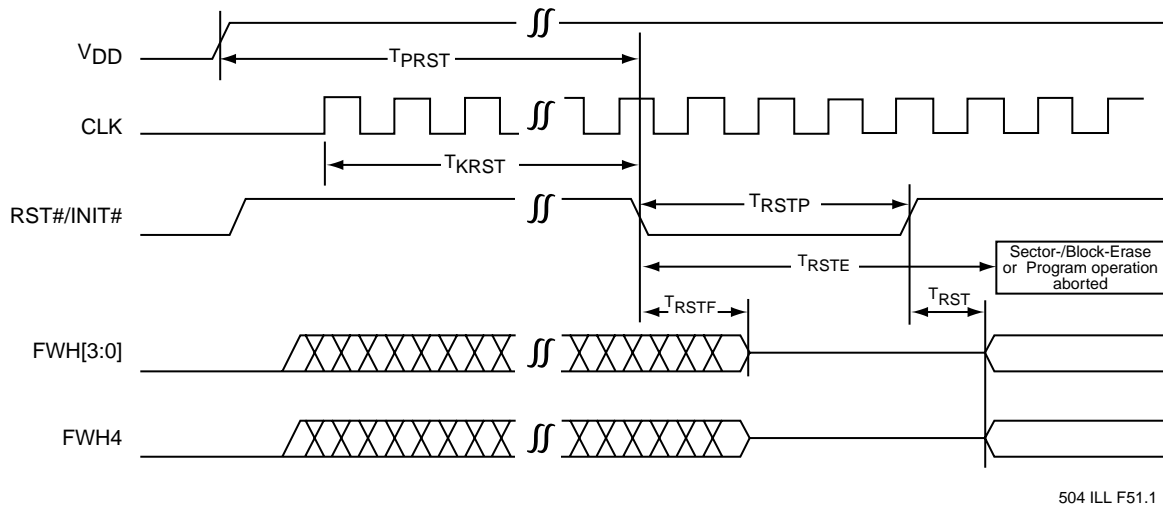 VDD
TPRST
CLK
TKRST
RST#/INIT#
TRSTP
TRSTE
Sector-/Block-Erase
or Program operation
aborted
TRSTF
TRST
FWH[3:0]
FWH4
504 ILL F51.1